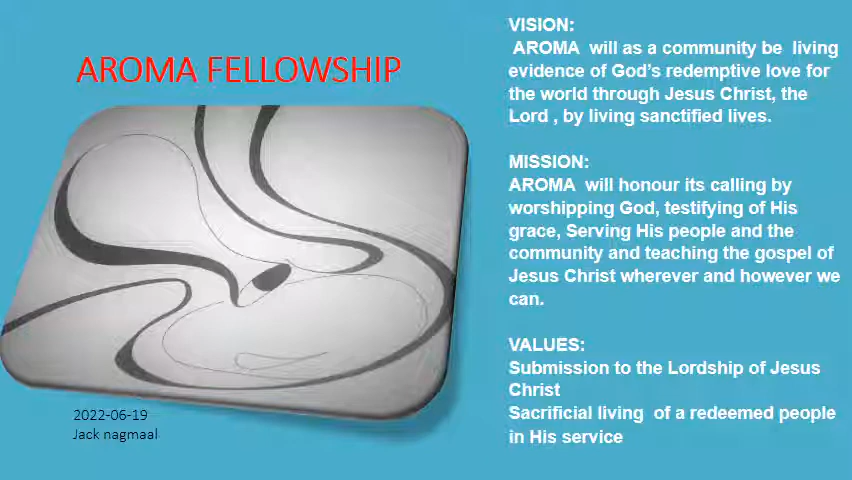 AROMA FELLOWSHIP
2022-06-19
Jack nagmaal
VISION:
AROMA will as a community be living
evidence of God's redemptive love for
the world through Jesus Christ, the
Lord , by living sanctified lives.
MISSION:
AROMA will honour its calling by
worshipping God, testifying of His
grace, Serving His people and the
community and teaching the gospel of
Jesus Christ wherever and however we
can.
VALUES:
Submission to the Lordship of Jesus
Christ
Sacrificial living of a redeemed people
in His service